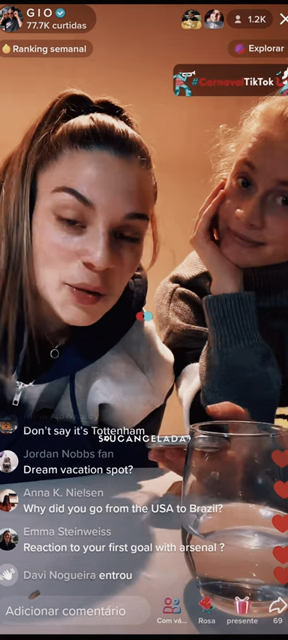 G I O
77.7K curtidas
1.2K
Ranking semanal
Explorar
#CarnavalTikTok
Don't say it's Tottenham
Jordan Nobbs fan
Dream vacation spot?
Anna K. Nielsen
Why did you go from the USA to Brazil?
Emma Steinweiss
Reaction to your first goal with arsenal ?
Davi Nogueira entrou
Adicionar comentário
Com vá...
Rosa
presente
69